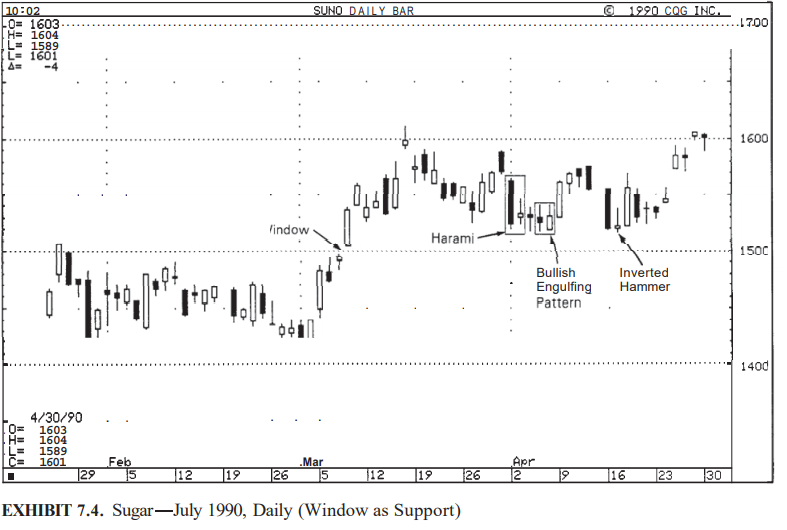 10:02 SUNO DAILY BAR © 1990 CQG INC.
O= 1603
H= 1604
L= 1589
L= 1601
Δ= -4
1700
1600
1500
1400
Window
Harami
Bullish
Engulfing
Pattern
Inverted
Hammer
4/30/90
O= 1603
H= 1604
L= 1589
C= 1601
Feb Mar Apr
29 5 12 19 26 5 12 19 26 2 9 16 23 30
EXHIBIT 7.4. Sugar—July 1990, Daily (Window as Support)